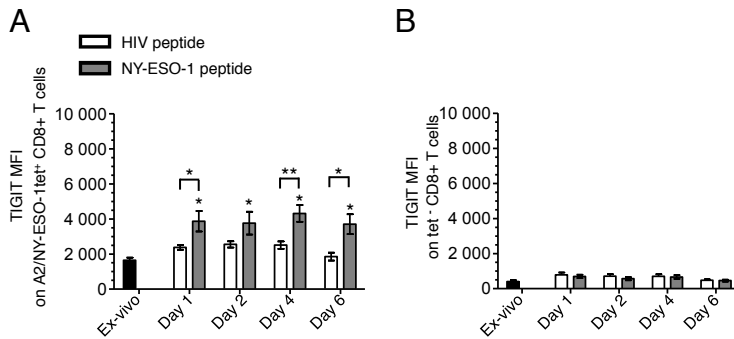 A
HIV peptide
NY-ESO-1 peptide
TIGIT MFI
on A2/NY-ESO-1tet⁺ CD8+ T cells
10 000
8 000
6 000
4 000
2 000
0
*
**
*
*
*
*
*
Ex-vivo
Day 1
Day 2
Day 4
Day 6
B
TIGIT MFI
on tet⁻ CD8+ T cells
10 000
8 000
6 000
4 000
2 000
0
Ex-vivo
Day 1
Day 2
Day 4
Day 6